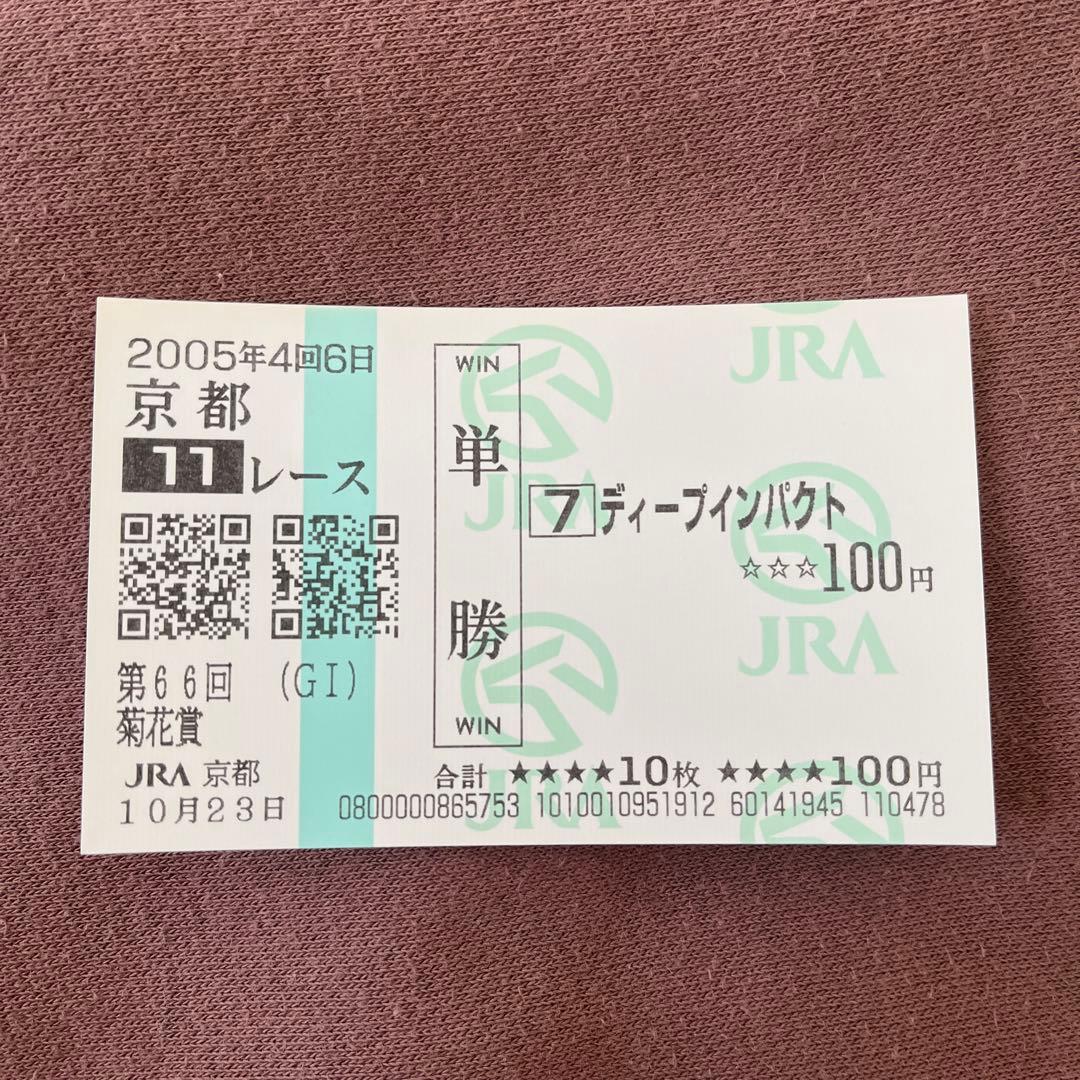 2005年4回6日
京都
11レース
第66回 (GI)
菊花賞
JRA 京都
10月23日
WIN
単勝
WIN
7 ディープインパクト
☆☆☆100円
合計 ★★★★10枚 ★★★★100円
0800000865753 1010010951912 60141945 110478
JRA
JRA
JRA
JRA